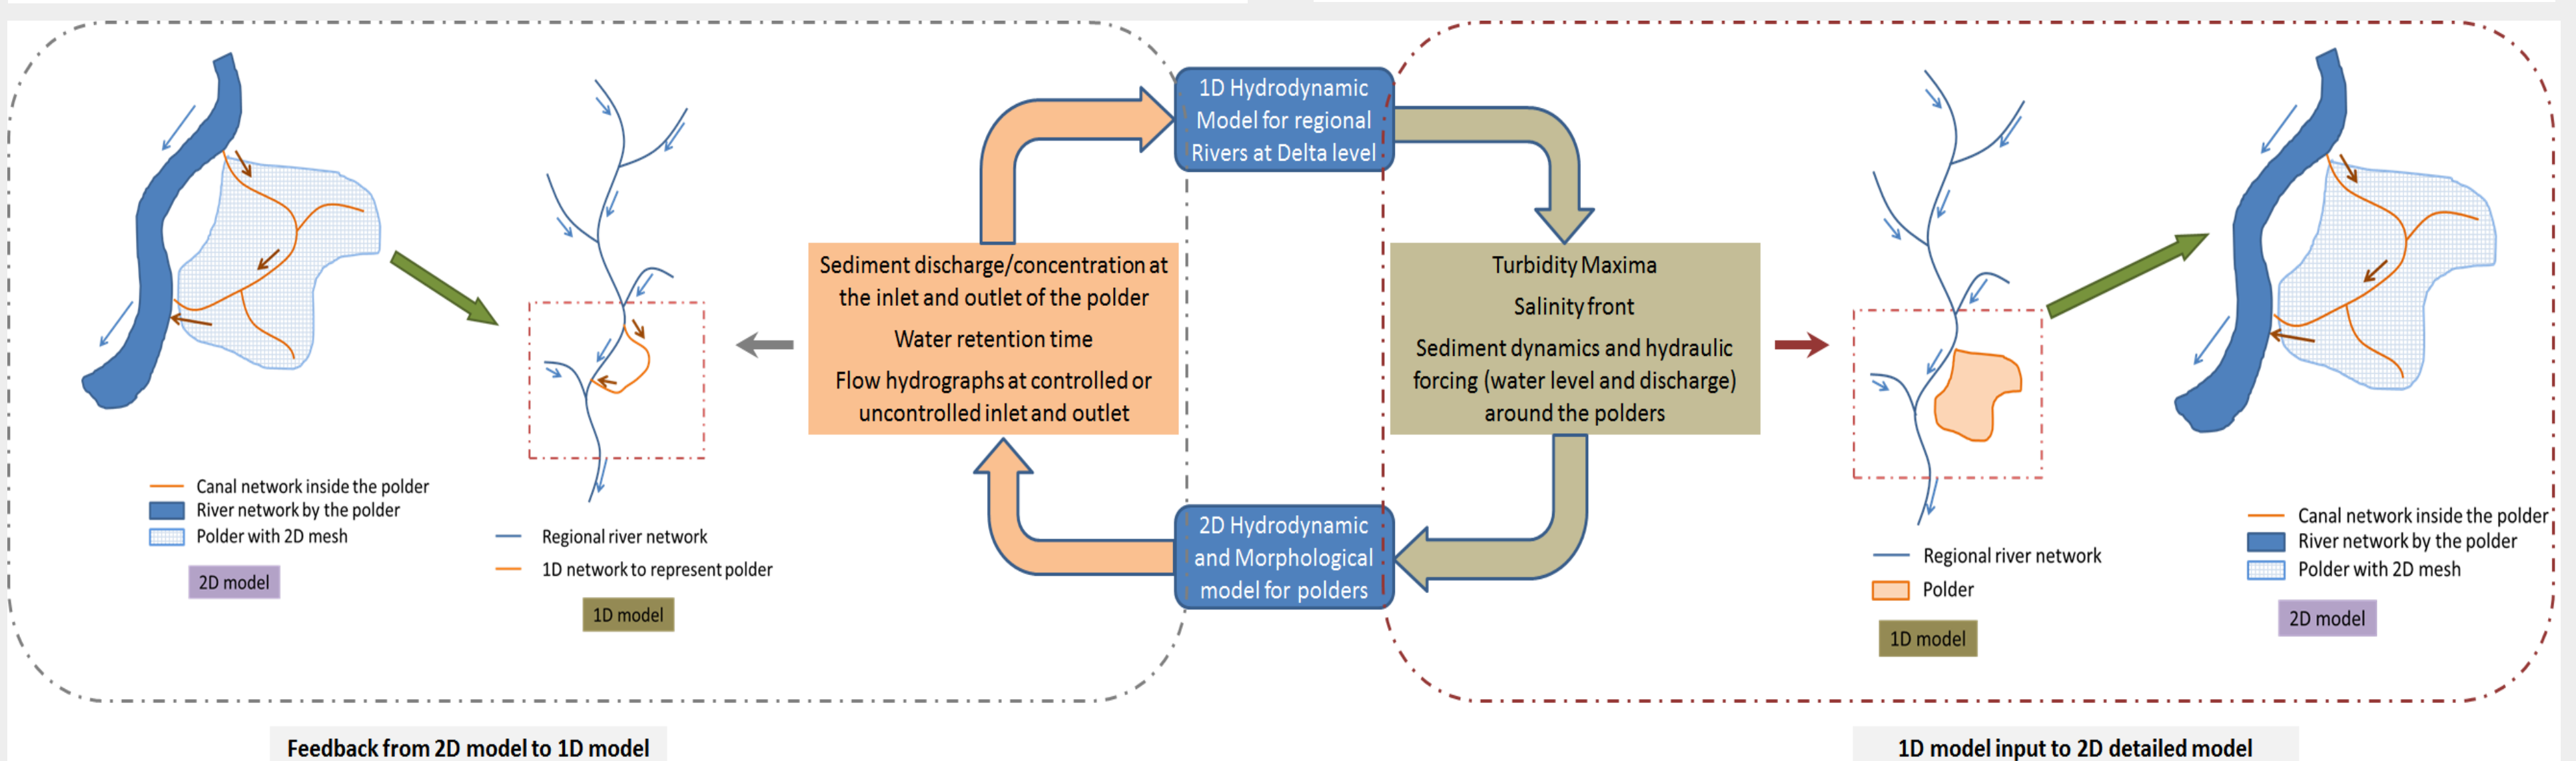 1D Hydrodynamic
Model for regional
Rivers at Delta level
Sediment discharge/concentration at
the inlet and outlet of the polder
Water retention time
Flow hydrographs at controlled or
uncontrolled inlet and outlet
Turbidity Maxima
Salinity front
Sediment dynamics and hydraulic
forcing (water level and discharge)
around the polders
2D Hydrodynamic
and Morphological
model for polders
Canal network inside the polder
River network by the polder
Polder with 2D mesh
2D model
Regional river network
1D network to represent polder
1D model
Regional river network
Polder
1D model
Canal network inside the polder
River network by the polder
Polder with 2D mesh
2D model
Feedback from 2D model to 1D model
1D model input to 2D detailed model